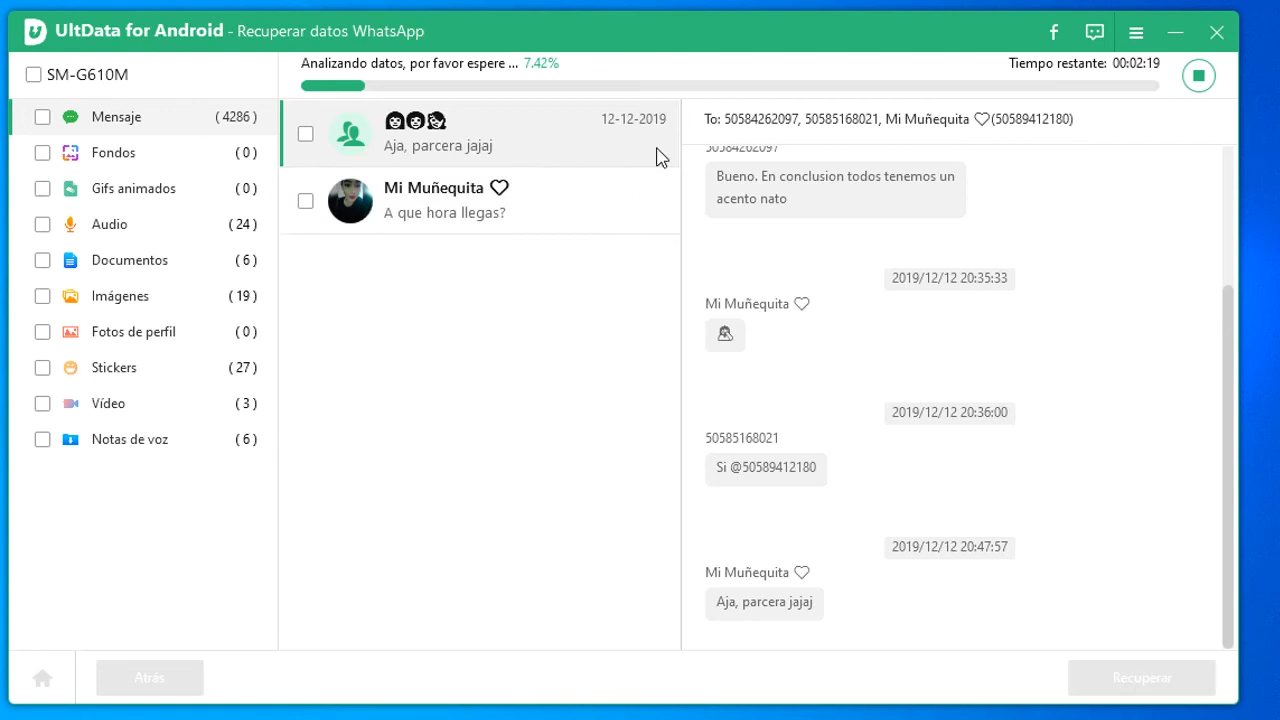 UltData for Android - Recuperar datos WhatsApp
SM-G610M
Analizando datos, por favor espere ... 7.42%
Tiempo restante: 00:02:19
Mensaje ( 4286 )
Fondos ( 0 )
Gifs animados ( 0 )
Audio ( 24 )
Documentos ( 6 )
Imágenes ( 19 )
Fotos de perfil ( 0 )
Stickers ( 27 )
Vídeo ( 3 )
Notas de voz ( 6 )
12-12-2019
Aja, parcera jajaj
Mi Muñequita ♡
A que hora llegas?
To: 50584262097, 50585168021, Mi Muñequita ♡(50589412180)
50584262097
Bueno. En conclusion todos tenemos un
acento nato
2019/12/12 20:35:33
Mi Muñequita ♡
2019/12/12 20:36:00
50585168021
Si @50589412180
2019/12/12 20:47:57
Mi Muñequita ♡
Aja, parcera jajaj
Atrás
Recuperar